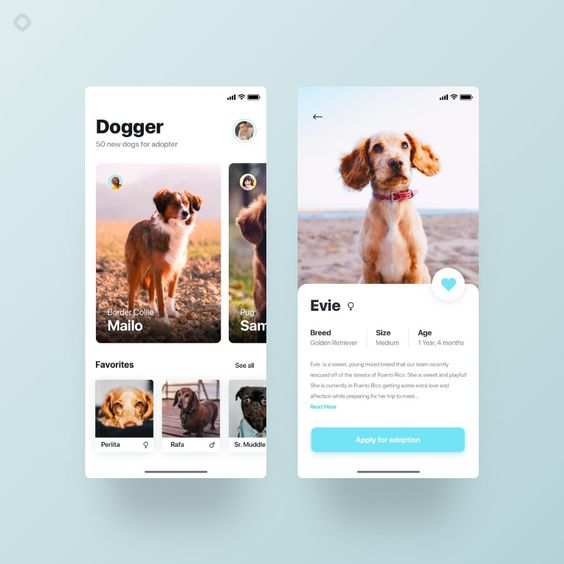 Dogger
50 new dogs for adopter
Border Collie
Mailo
Pug
Sam
Favorites
See all
Perlita
Rafa
Sr. Muddle
Evie
Breed
Size
Age
Golden Retriever
Medium
1 Year, 4 months
Evie is a sweet, young mixed breed that our team recently
rescued off of the streets of Puerto Rico. She is sweet and playful!
She is currently in Puerto Rico getting some extra love and
affection while preparing for her trip to meet...
Read More
Apply for adoption